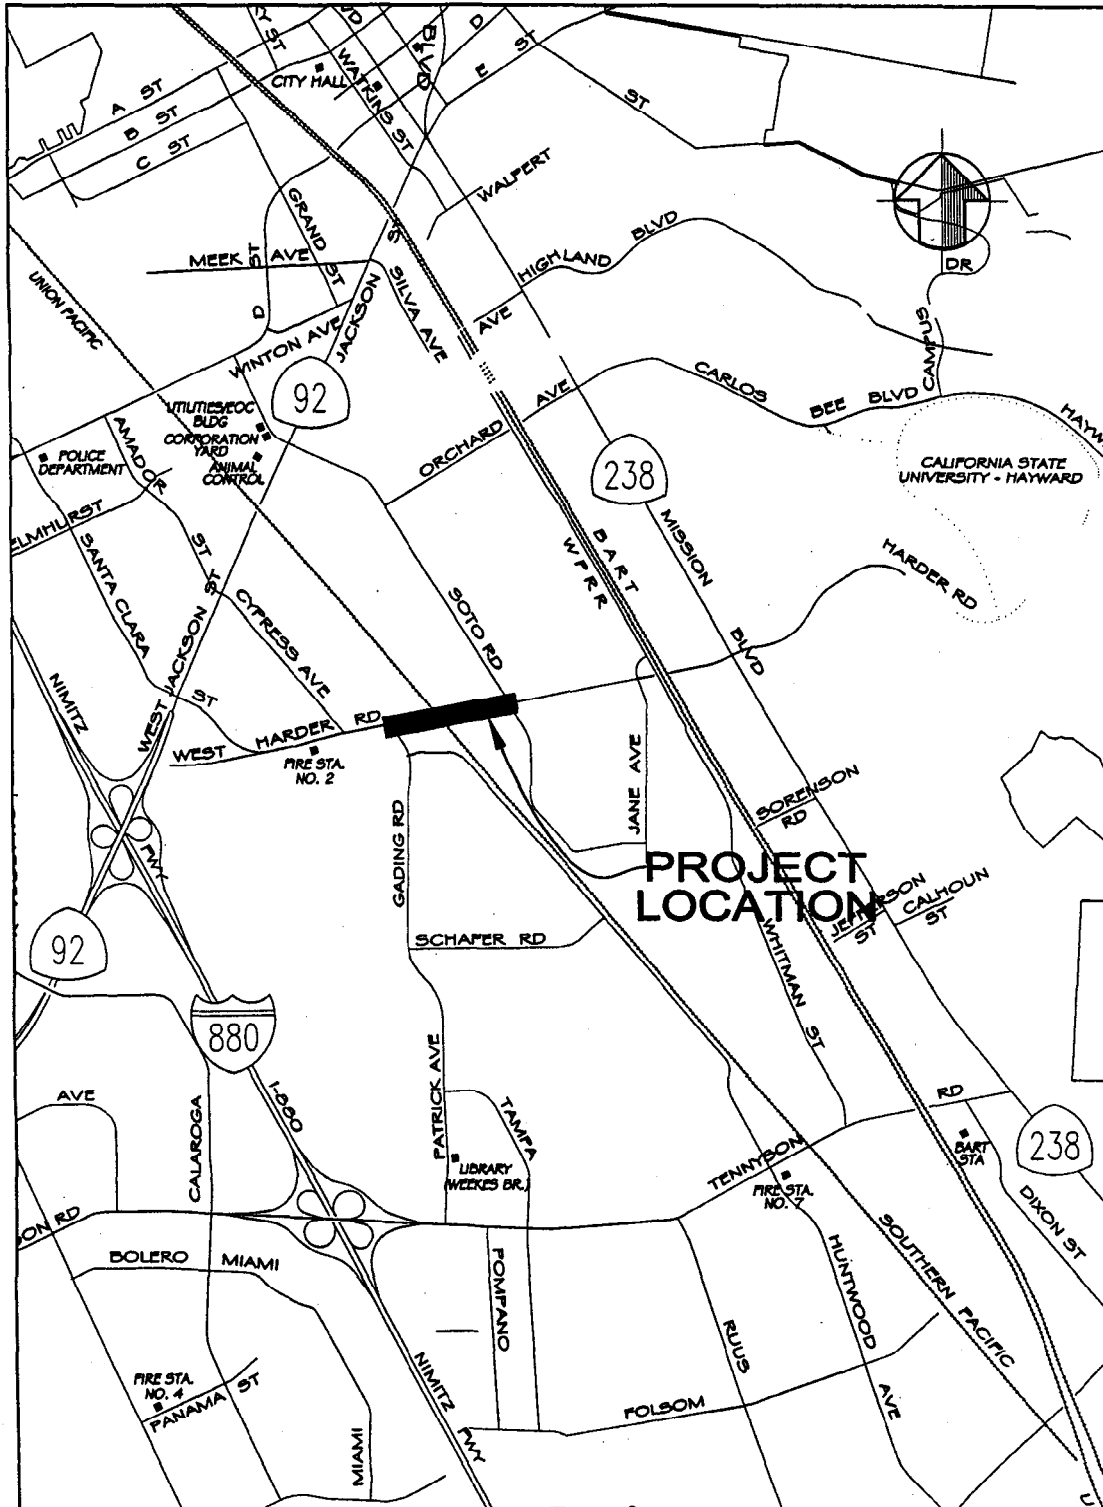 BLVD
D
E ST
WATKINS ST
CITY HALL
A ST
B ST
C ST
ST
WALPERT
GRAND ST
MEEK AVE
D ST
HIGHLAND BLVD
DR
CAMPUS
UNION PACIFIC
JACKSON ST
SILVA AVE
AVE
WINTON AVE
92
CARLOS BEE BLVD
HAYW
ORCHARD AVE
UTILITIES/EOC
BLDG
CORPORATION
YARD
ANIMAL
CONTROL
POLICE
DEPARTMENT
AMADOR ST
238
CALIFORNIA STATE
UNIVERSITY - HAYWARD
ELMHURST
SANTA CLARA ST
BART
WPRR
MISSION BLVD
HARDER RD
CYPRESS AVE
SOTO RD
WEST JACKSON ST
NIMITZ FWY
WEST HARDER RD
FIRE STA.
NO. 2
JANE AVE
SORENSON
RD
GADING RD
PROJECT
LOCATION
JEFFERSON
ST
CALHOUN
ST
92
SCHAFER RD
WHITMAN ST
880
I-880
AVE
CALAROGA
PATRICK AVE
TAMPA
LIBRARY
(WEEKES BR.)
TENNYSON RD
BART
STA
238
FIRE STA.
NO. 7
DIXON ST
SON RD
BOLERO
MIAMI
POMPANO
HUNTWOOD AVE
SOUTHERN PACIFIC
RUUS
NIMITZ FWY
FIRE STA.
NO. 4
PANAMA ST
FOLSOM
MIAMI